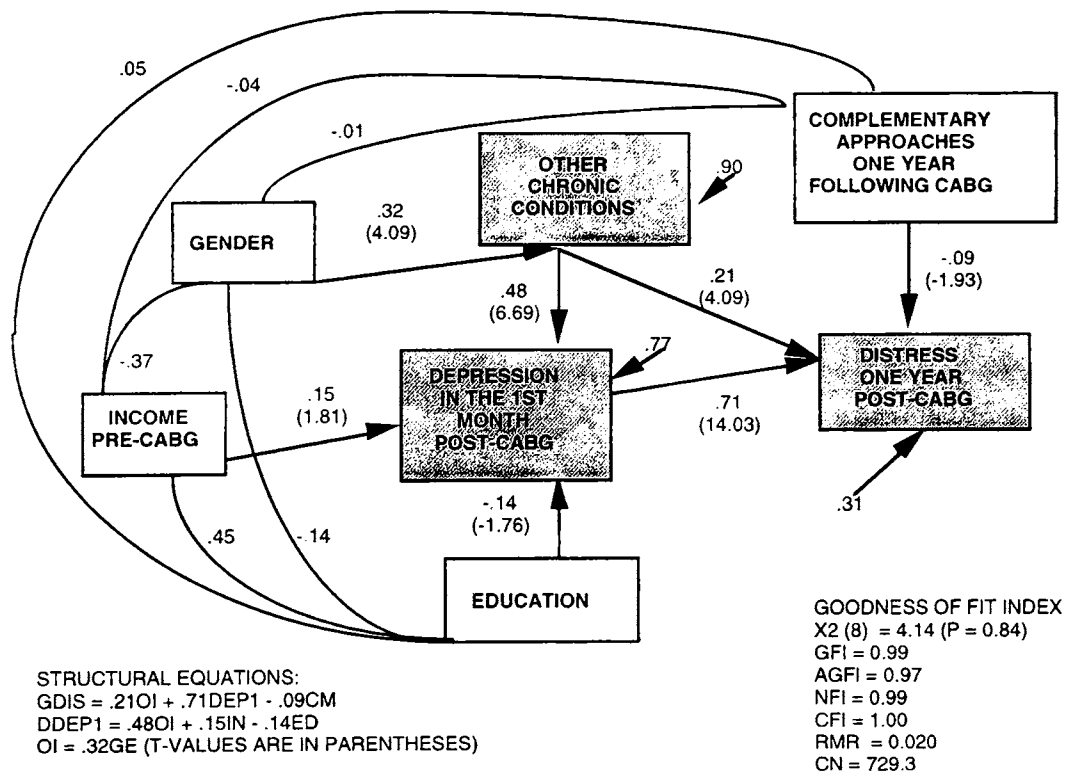 .05
-.04
-.01
COMPLEMENTARY
APPROACHES
ONE YEAR
FOLLOWING CABG
OTHER
CHRONIC
CONDITIONS
.90
GENDER
.32
(4.09)
-.09
(-1.93)
.48
(6.69)
.21
(4.09)
-.37
.77
DISTRESS
ONE YEAR
POST-CABG
DEPRESSION
IN THE 1ST
MONTH
POST-CABG
INCOME
PRE-CABG
.15
(1.81)
.71
(14.03)
-.14
(-1.76)
.31
.45
-.14
EDUCATION
GOODNESS OF FIT INDEX
X2 (8) = 4.14 (P = 0.84)
GFI = 0.99
AGFI = 0.97
NFI = 0.99
CFI = 1.00
RMR = 0.020
CN = 729.3
STRUCTURAL EQUATIONS:
GDIS = .21OI + .71DEP1 - .09CM
DDEP1 = .48OI + .15IN - .14ED
OI = .32GE (T-VALUES ARE IN PARENTHESES)